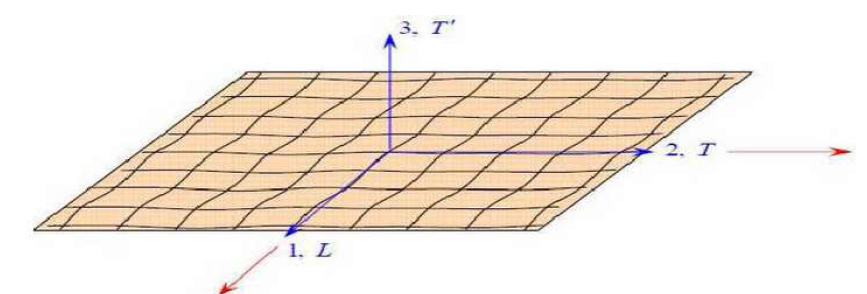 3, T′
2, T
1, L